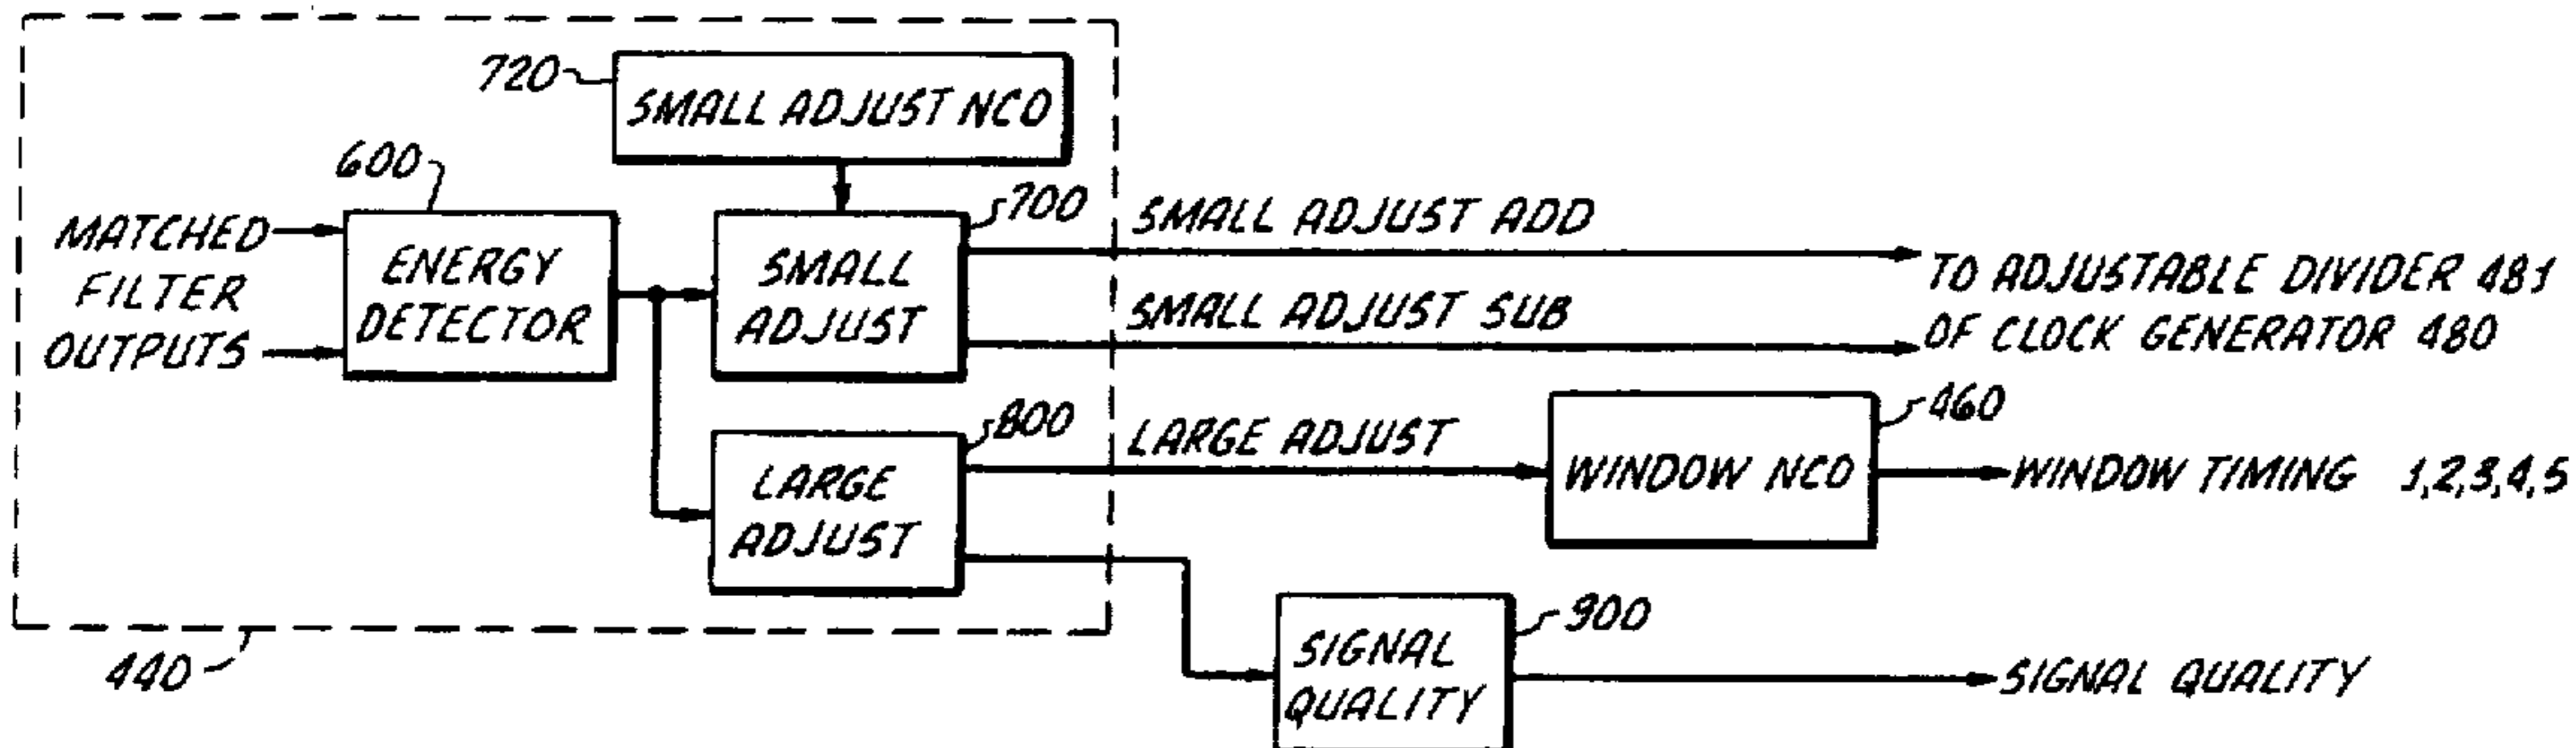 720
SMALL ADJUST NCO
600
MATCHED
FILTER
OUTPUTS
ENERGY
DETECTOR
700
SMALL
ADJUST
SMALL ADJUST ADD
SMALL ADJUST SUB
TO ADJUSTABLE DIVIDER 481
OF CLOCK GENERATOR 480
800
LARGE
ADJUST
LARGE ADJUST
460
WINDOW NCO
WINDOW TIMING 1,2,3,4,5
440
900
SIGNAL
QUALITY
SIGNAL QUALITY